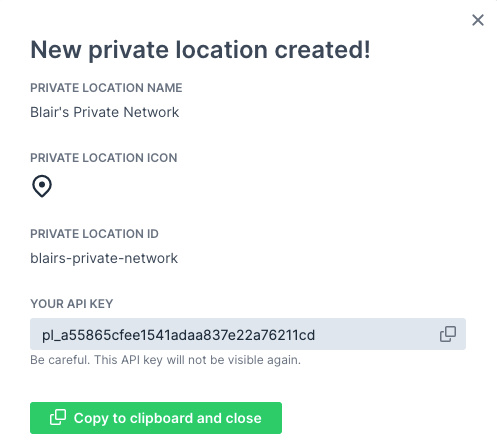 New private location created!
PRIVATE LOCATION NAME
Blair's Private Network
PRIVATE LOCATION ICON
PRIVATE LOCATION ID
blairs-private-network
YOUR API KEY
pl_a55865cfee1541adaa837e22a76211cd
Be careful. This API key will not be visible again.
Copy to clipboard and close